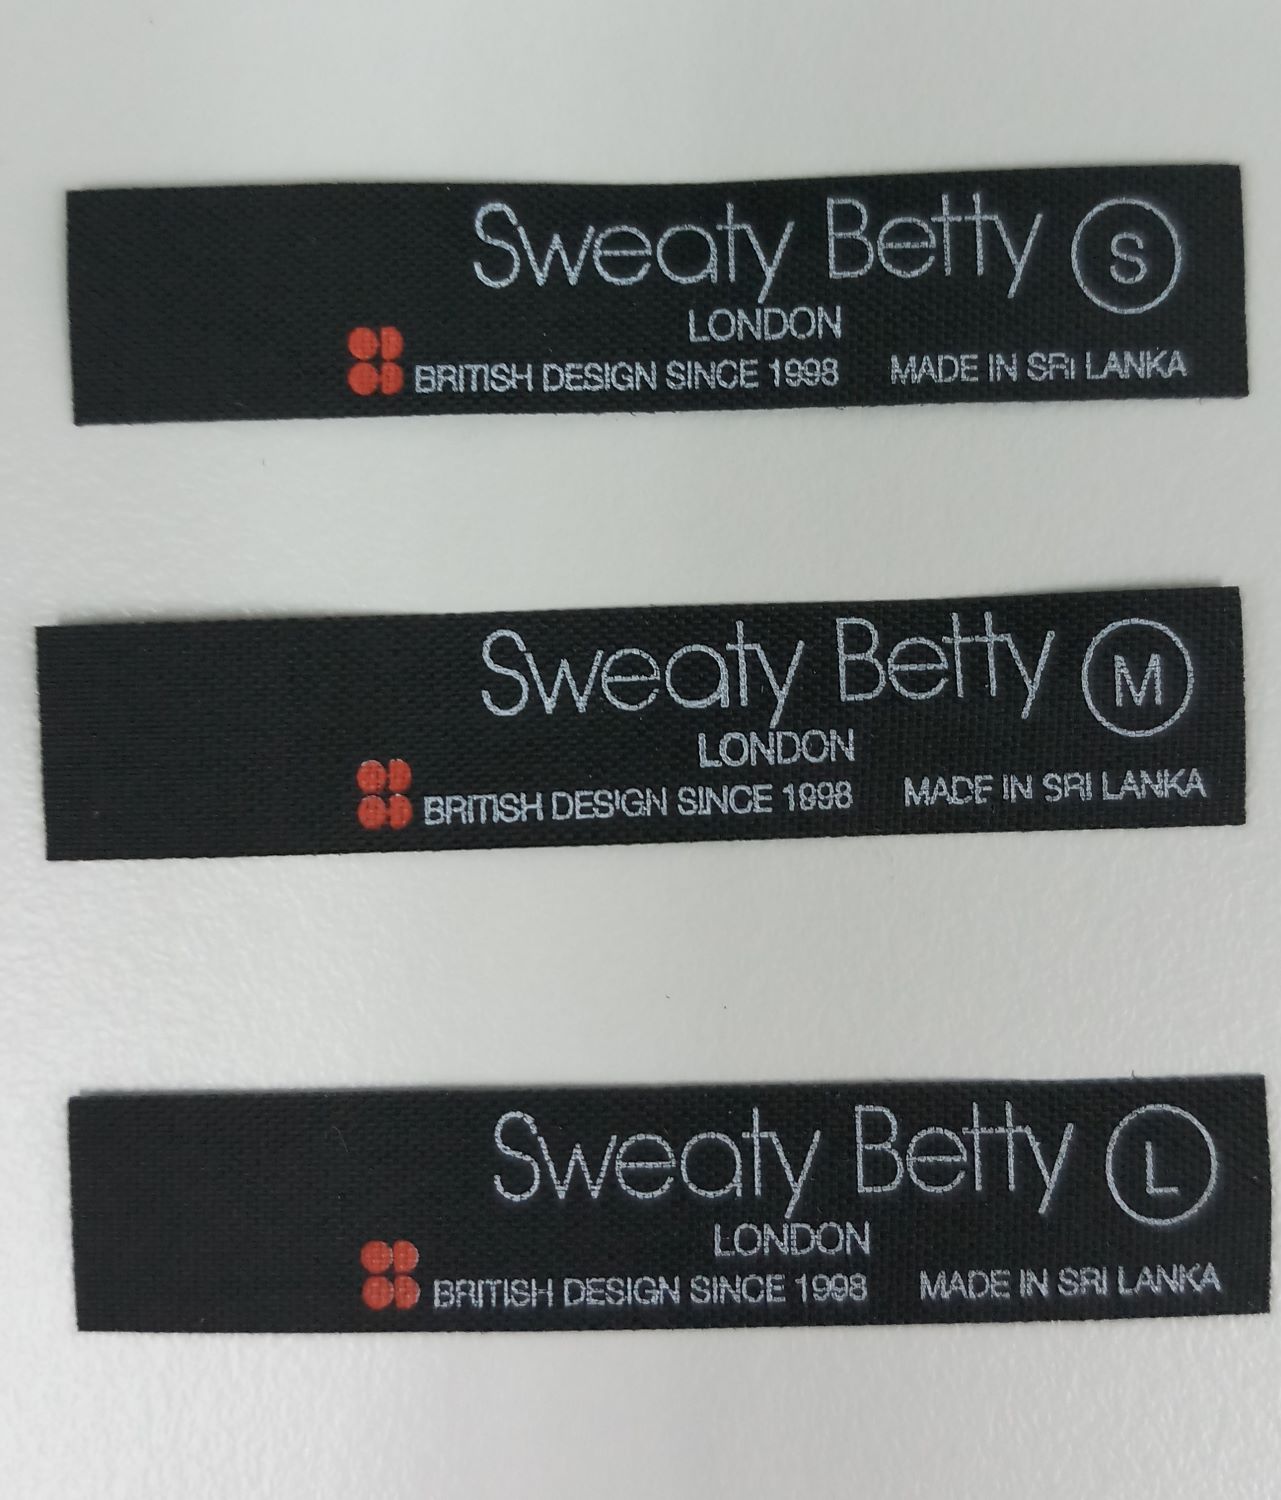 Sweaty Betty S
LONDON
BRITISH DESIGN SINCE 1998 MADE IN SRI LANKA
Sweaty Betty M
LONDON
BRITISH DESIGN SINCE 1998 MADE IN SRI LANKA
Sweaty Betty L
LONDON
BRITISH DESIGN SINCE 1998 MADE IN SRI LANKA